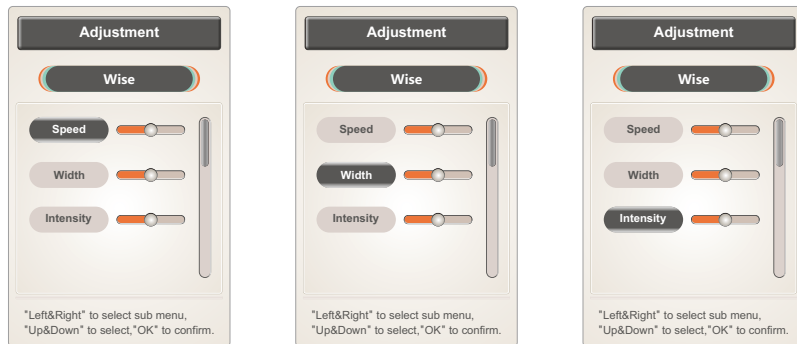 Adjustment
Wise
Speed
Width
Intensity
"Left&Right" to select sub menu,
"Up&Down" to select,"OK" to confirm.
Adjustment
Wise
Speed
Width
Intensity
"Left&Right" to select sub menu,
"Up&Down" to select,"OK" to confirm.
Adjustment
Wise
Speed
Width
Intensity
"Left&Right" to select sub menu,
"Up&Down" to select,"OK" to confirm.